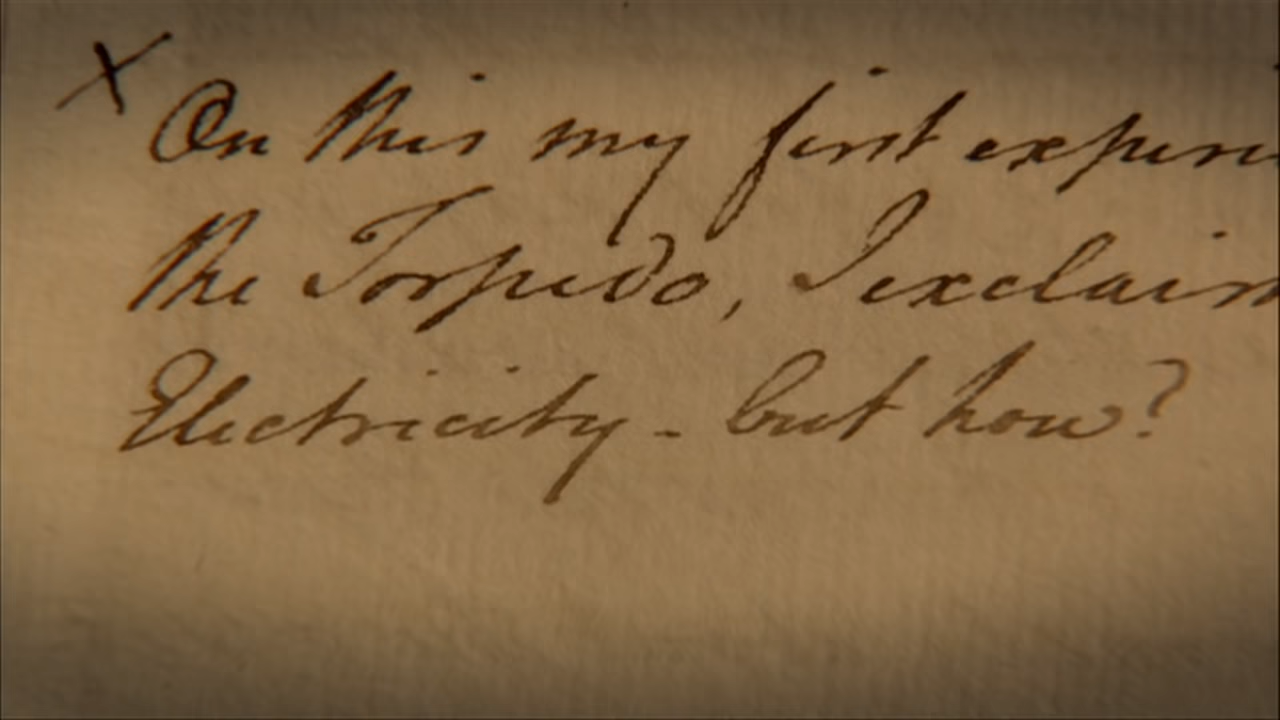 X On this my first experi
the Torpedo, I exclaim
Electricity - but how?